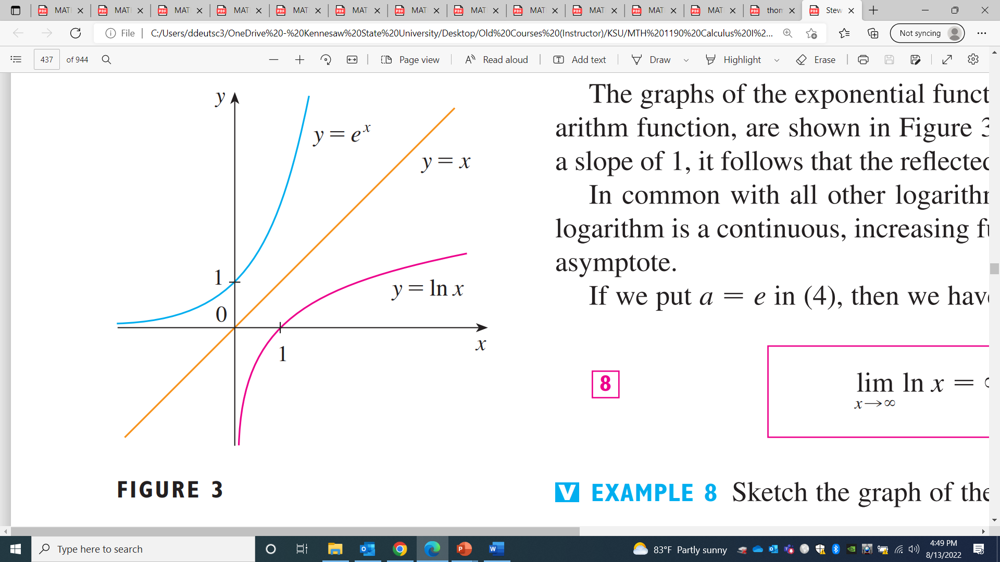 MAT MAT MAT MAT MAT MAT MAT MAT MAT MAT MAT MAT thor Stew
File C:/Users/ddeutsc3/OneDrive%20-%20Kennesaw%20State%20University/Desktop/Old%20Courses%20(Instructor)/KSU/MTH%201190%20Calculus%20I%2... Not syncing
437 of 944 Page view Read aloud Add text Draw Highlight Erase
y
y = eˣ
y = x
1
y = ln x
0
x
1
FIGURE 3
The graphs of the exponential funct
arithm function, are shown in Figure 3
a slope of 1, it follows that the reflected
In common with all other logarith
logarithm is a continuous, increasing f
asymptote.
If we put a = e in (4), then we hav
8
lim ln x =
x→∞
V EXAMPLE 8 Sketch the graph of the
Type here to search 83°F Partly sunny 4:49 PM
8/13/2022